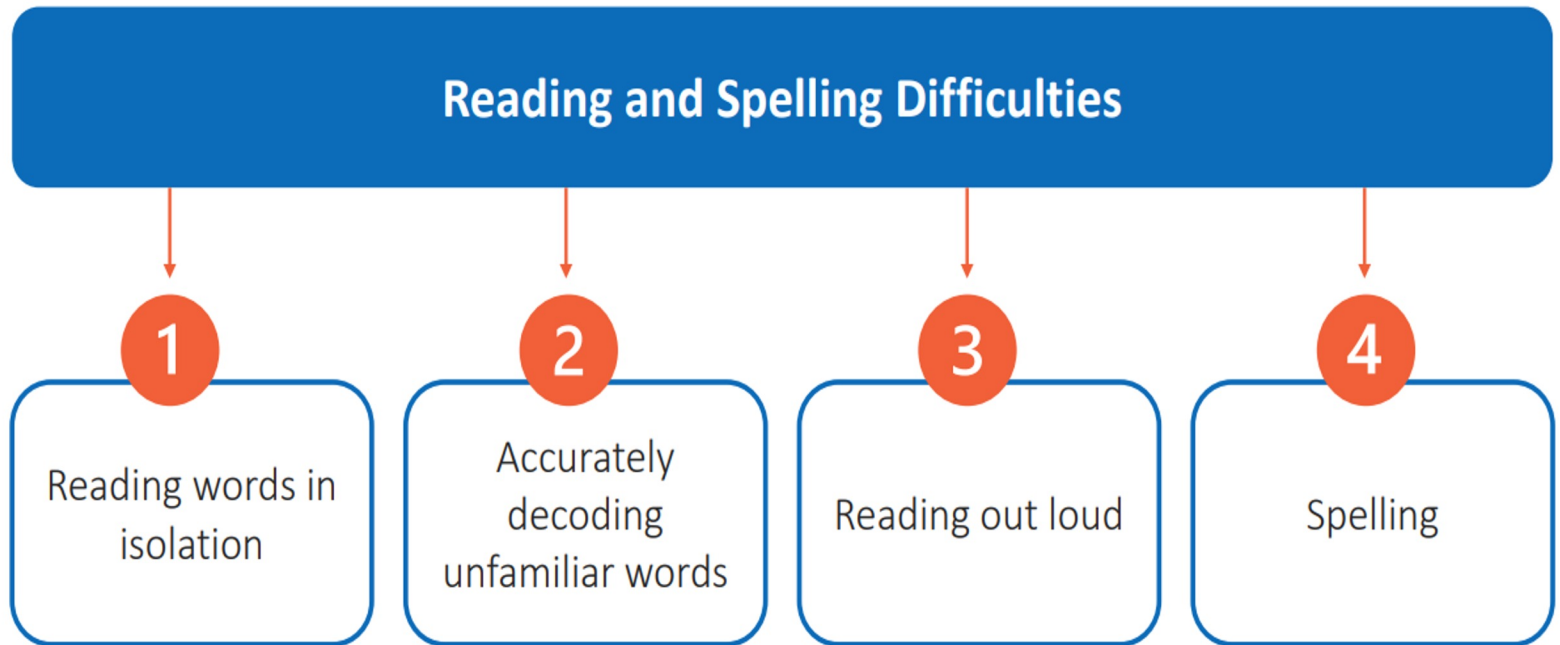 Reading and Spelling Difficulties
1
Reading words in
isolation
2
Accurately
decoding
unfamiliar words
3
Reading out loud
4
Spelling